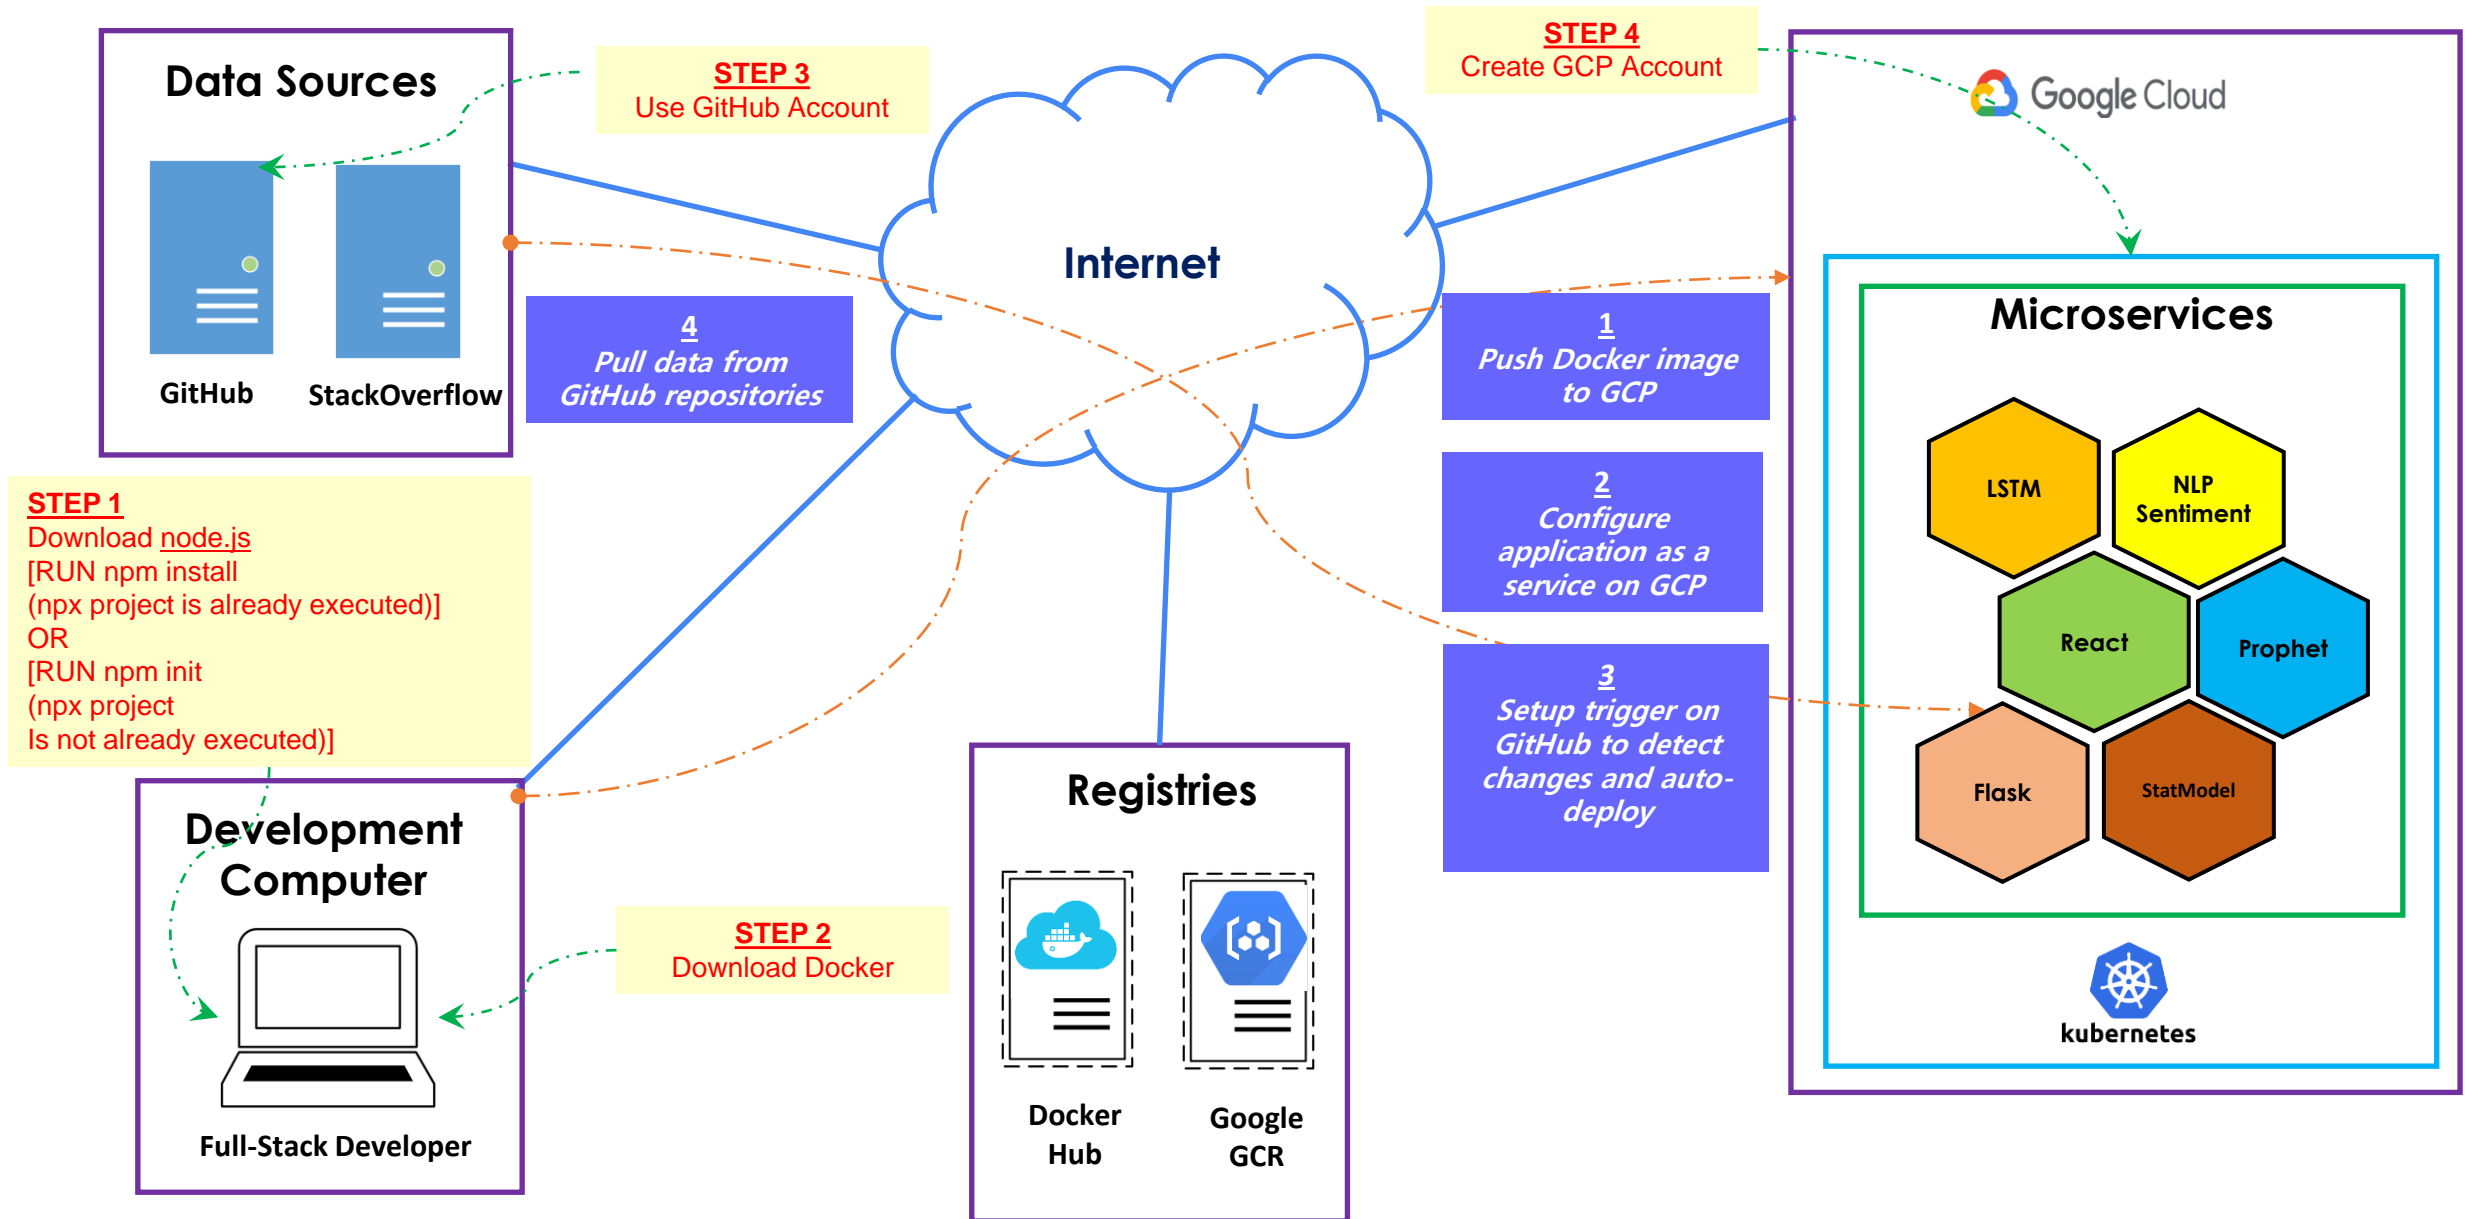 Data Sources
GitHub
StackOverflow
STEP 3
Use GitHub Account
STEP 4
Create GCP Account
Google Cloud
Internet
4
Pull data from
GitHub repositories
1
Push Docker image
to GCP
2
Configure
application as a
service on GCP
3
Setup trigger on
GitHub to detect
changes and auto-
deploy
Microservices
LSTM
NLP
Sentiment
React
Prophet
Flask
StatModel
kubernetes
STEP 1
Download node.js
[RUN npm install
(npx project is already executed)]
OR
[RUN npm init
(npx project
Is not already executed)]
Development
Computer
Full-Stack Developer
STEP 2
Download Docker
Registries
Docker
Hub
Google
GCR